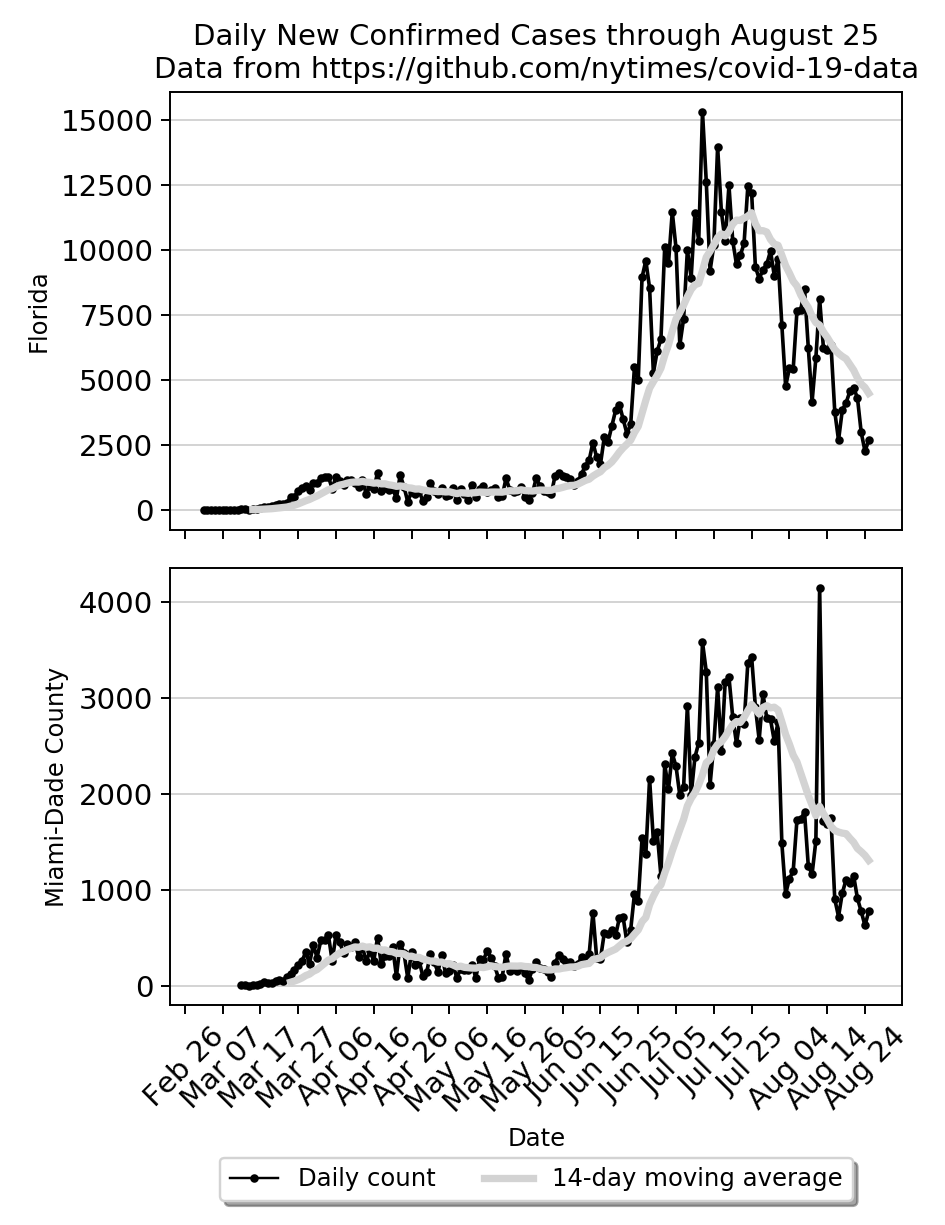 Daily New Confirmed Cases through August 25
Data from https://github.com/nytimes/covid-19-data
15000
12500
10000
7500
5000
2500
0
Florida
4000
3000
2000
1000
0
Miami-Dade County
Feb 26
Mar 07
Mar 17
Mar 27
Apr 06
Apr 16
Apr 26
May 06
May 16
May 26
Jun 05
Jun 15
Jun 25
Jul 05
Jul 15
Jul 25
Aug 04
Aug 14
Aug 24
Date
Daily count
14-day moving average